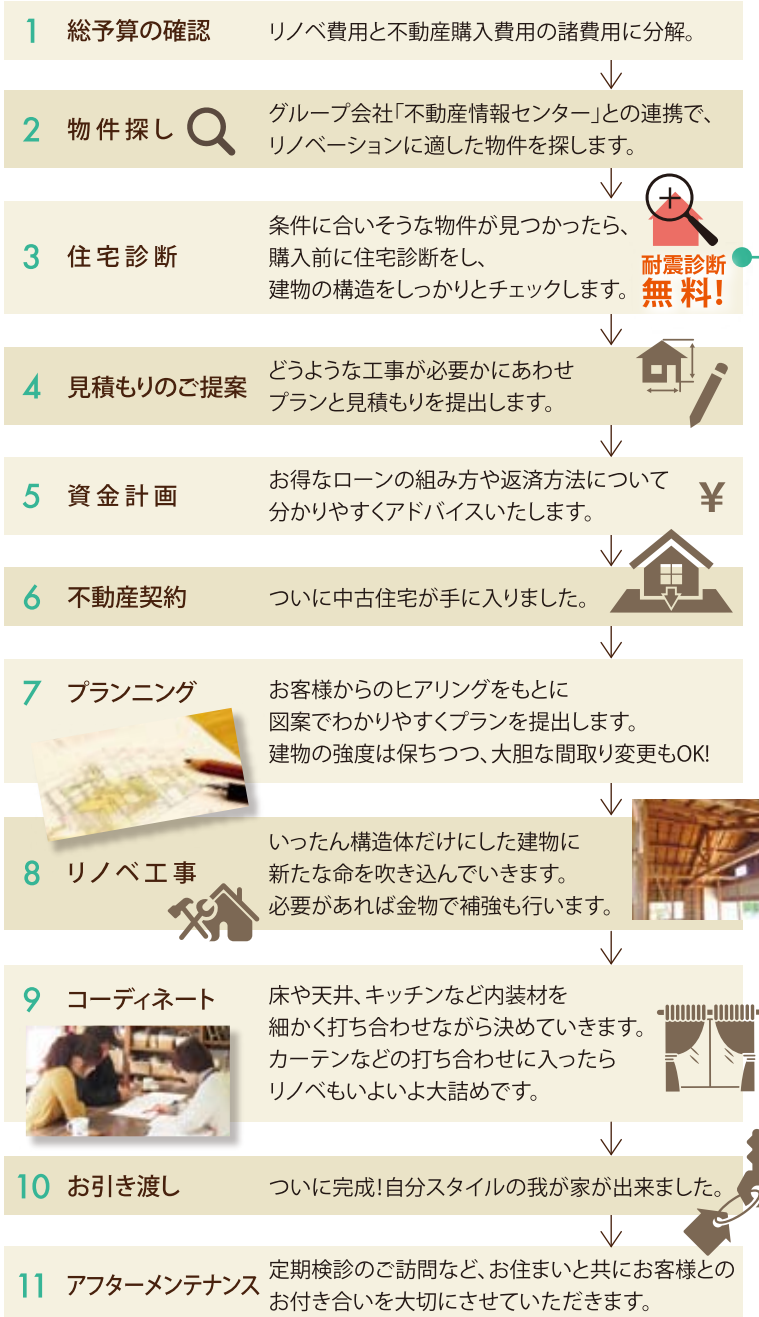 1 総予算の確認
リノベ費用と不動産購入費用の諸費用に分解。
2 物件探し
グループ会社「不動産情報センター」との連携で、
リノベーションに適した物件を探します。
3 住宅診断
条件に合いそうな物件が見つかったら、
購入前に住宅診断をし、
建物の構造をしっかりとチェックします。
耐震診断
無料!
4 見積もりのご提案
どうような工事が必要かにあわせ
プランと見積もりを提出します。
5 資金計画
お得なローンの組み方や返済方法について
分かりやすくアドバイスいたします。
¥
6 不動産契約
ついに中古住宅が手に入りました。
7 プランニング
お客様からのヒアリングをもとに
図案でわかりやすくプランを提出します。
建物の強度は保ちつつ、大胆な間取り変更もOK!
8 リノベ工事
いったん構造体だけにした建物に
新たな命を吹き込んでいきます。
必要があれば金物で補強も行います。
9 コーディネート
床や天井、キッチンなど内装材を
細かく打ち合わせながら決めていきます。
カーテンなどの打ち合わせに入ったら
リノベもいよいよ大詰めです。
10 お引き渡し
ついに完成!自分スタイルの我が家が出来ました。
11 アフターメンテナンス
定期検診のご訪問など、お住まいと共にお客様との
お付き合いを大切にさせていただきます。